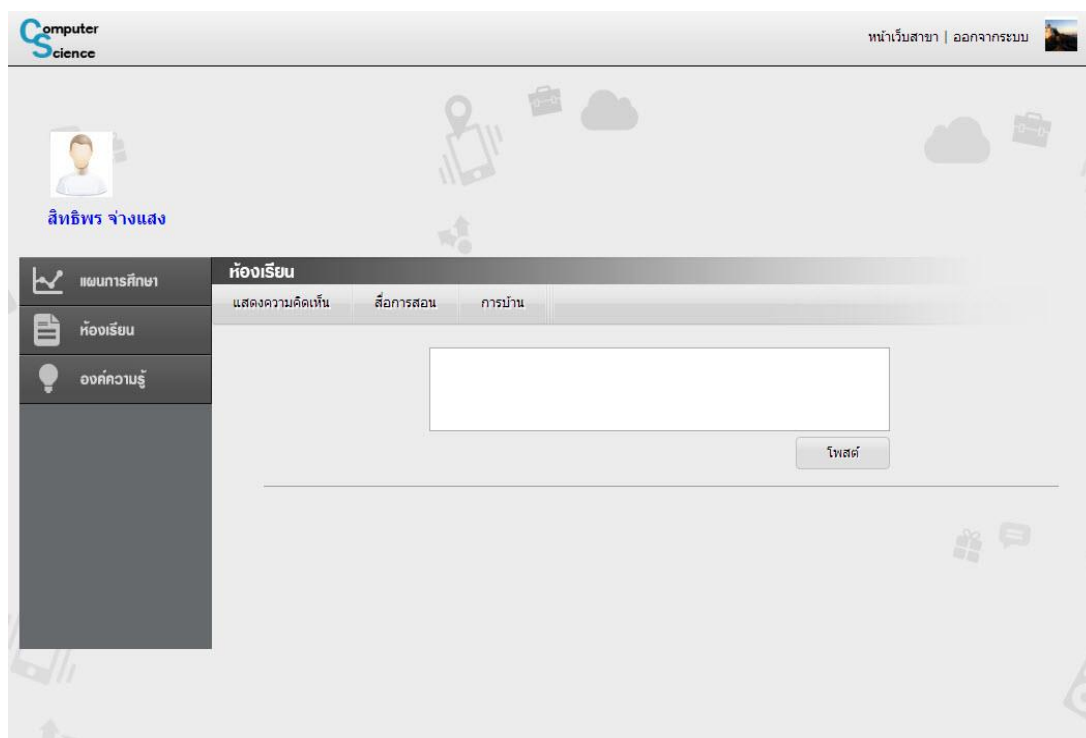 Computer
Science
หน้าเว็บสาขา | ออกจากระบบ
สิทธิพร จ่างแสง
แผนการศึกษา
ห้องเรียน
องค์ความรู้
ห้องเรียน
แสดงความคิดเห็น สื่อการสอน การบ้าน
โพสต์